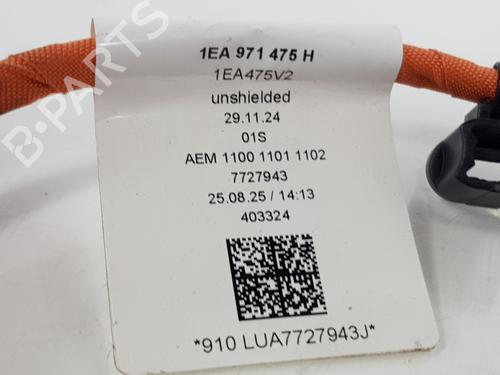 1EA 971 475 H
1EA475V2
unshielded
29.11.24
01S
AEM 1100 1101 1102
7727943
25.08.25 / 14:13
403324
*910 LUA7727943J*
B-PARTS